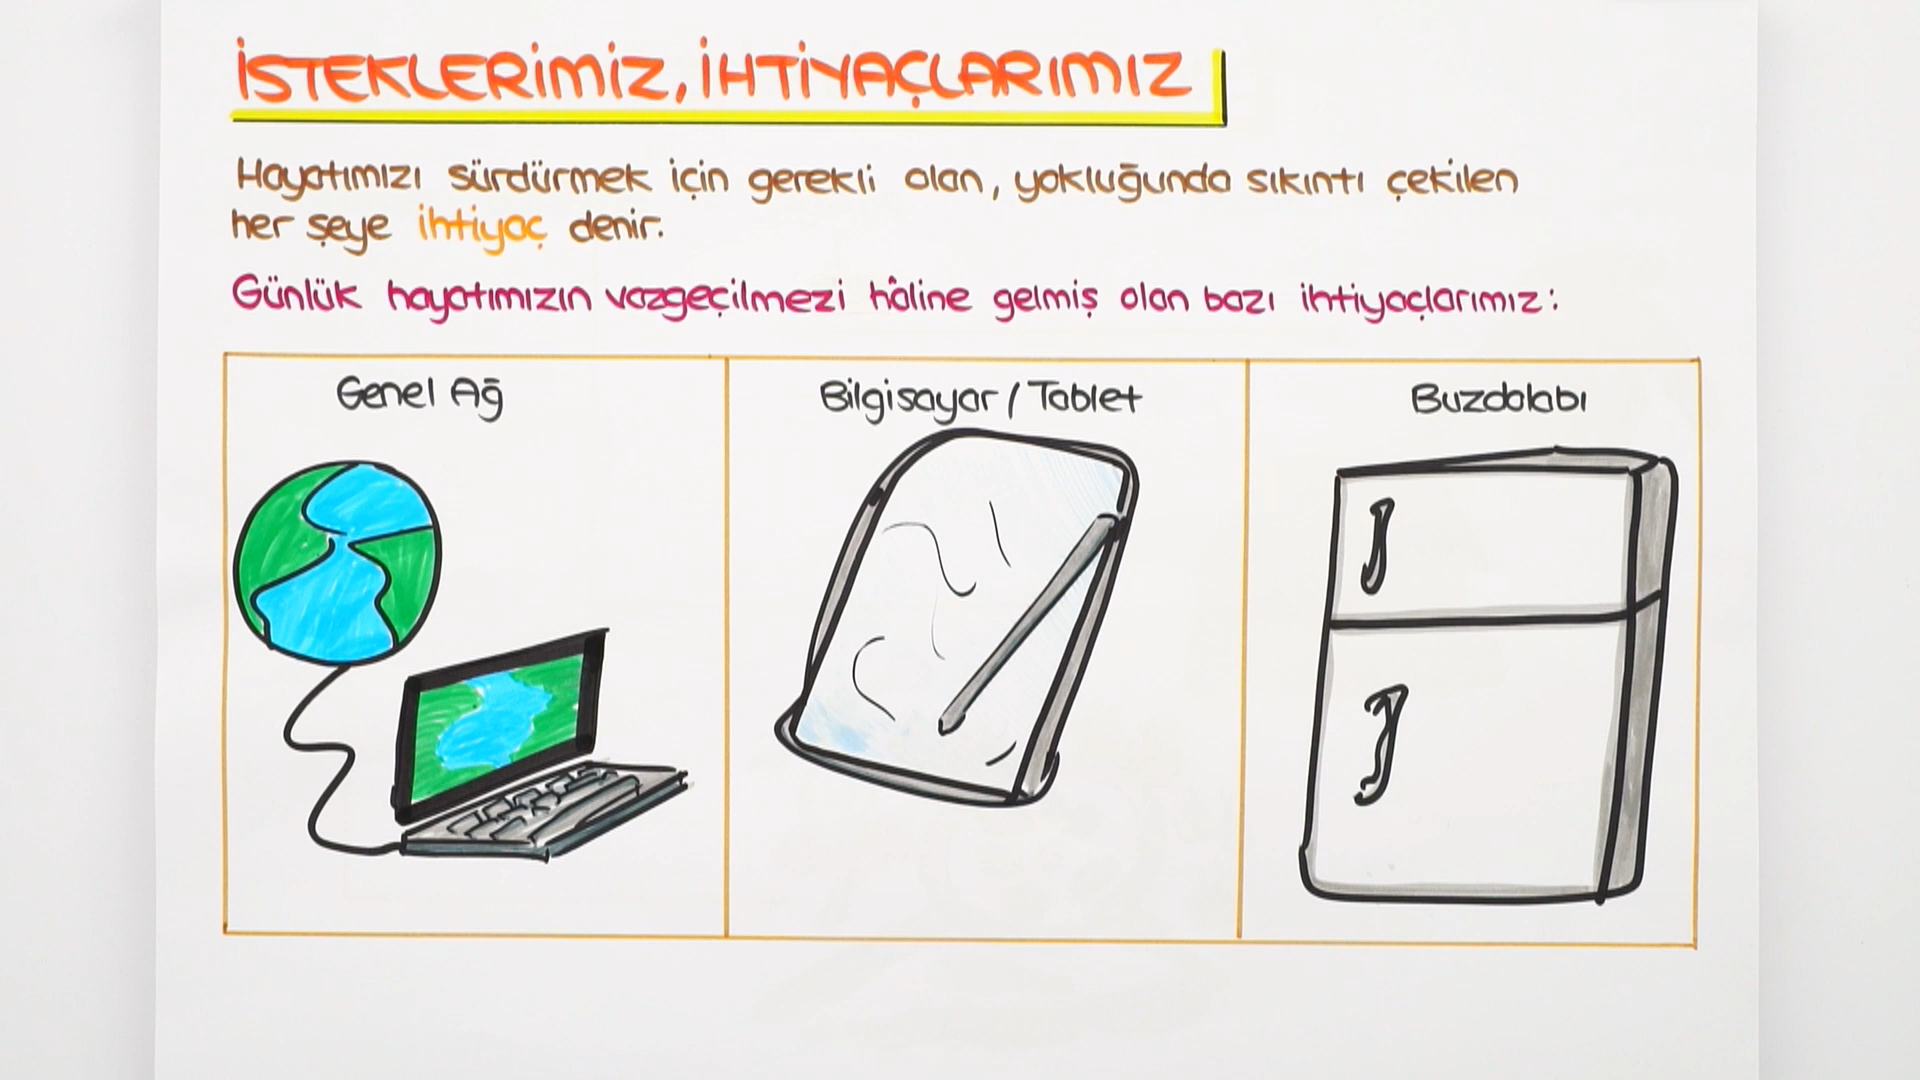 İSTEKLERİMİZ, İHTİYAÇLARIMIZ
Hayatımızı sürdürmek için gerekli olan, yokluğunda sıkıntı çekilen
her şeye ihtiyaç denir.
Günlük hayatımızın vazgeçilmezi hâline gelmiş olan bazı ihtiyaçlarımız:
Genel Ağ
Bilgisayar / Tablet
Buzdolabı